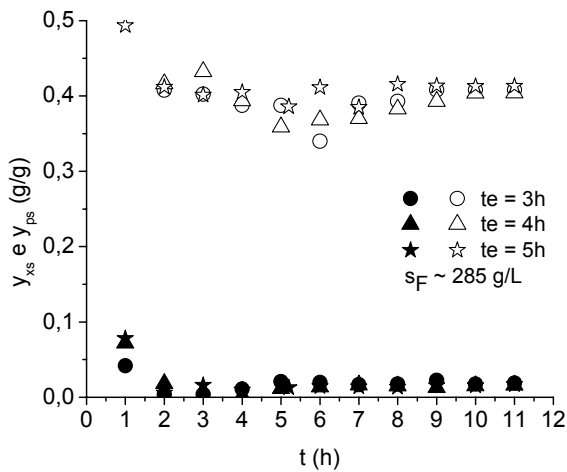 0,5
0,4
0,3
0,2
0,1
0,0
y_xs e y_ps (g/g)
te = 3h
te = 4h
te = 5h
s_F ~ 285 g/L
0 1 2 3 4 5 6 7 8 9 10 11 12
t (h)